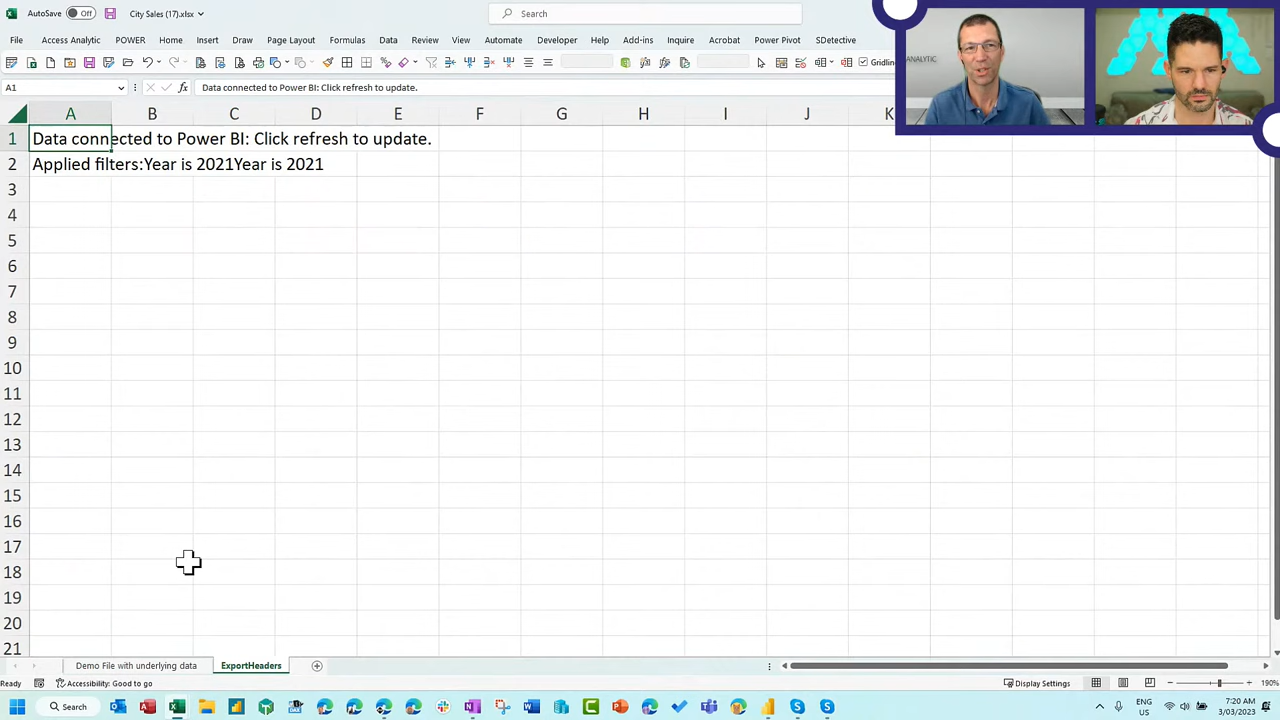 AutoSave Off City Sales (17).xlsx Search
File Access Analytic POWER Home Insert Draw Page Layout Formulas Data Review View Automate Developer Help Add-ins Inquire Acrobat Power Pivot SDetective
Gridlin
ANALYTIC
A1 fx Data connected to Power BI: Click refresh to update.
A B C D E F G H I J K
1 Data connected to Power BI: Click refresh to update.
2 Applied filters:Year is 2021Year is 2021
3
4
5
6
7
8
9
10
11
12
13
14
15
16
17
18
19
20
21
Demo File with underlying data ExportHeaders
Ready Accessibility: Good to go Display Settings 190%
Search ENG 7:20 AM
US 3/03/2023